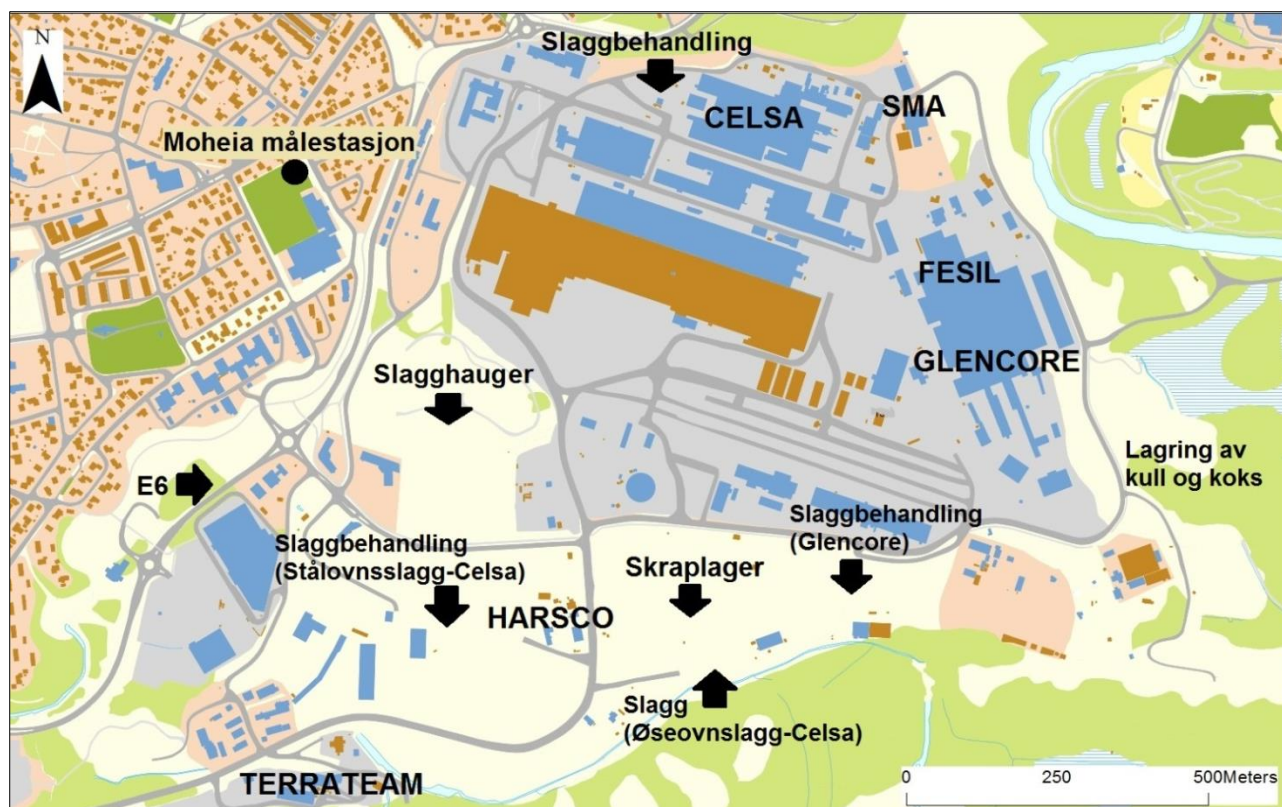 N
Slaggbehandling
CELSA
SMA
Moheia målestasjon
FESIL
GLENCORE
Slagghauger
Lagring av
kull og koks
E6
Slaggbehandling
(Glencore)
Slaggbehandling
(Stålovnsslagg-Celsa)
Skraplager
HARSCO
Slagg
(Øseovnslagg-Celsa)
TERRATEAM
0 250 500Meters